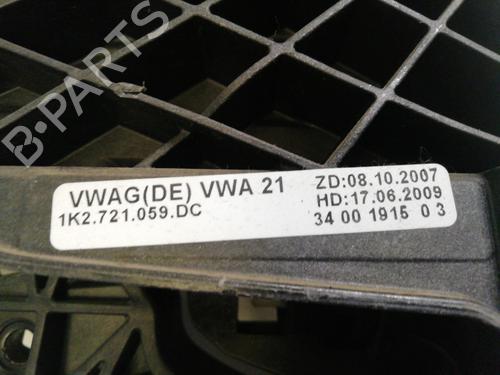 B-PARTS
VWAG(DE) VWA 21
1K2.721.059.DC
ZD:08.10.2007
HD:17.06.2009
34 00 1915 0 3